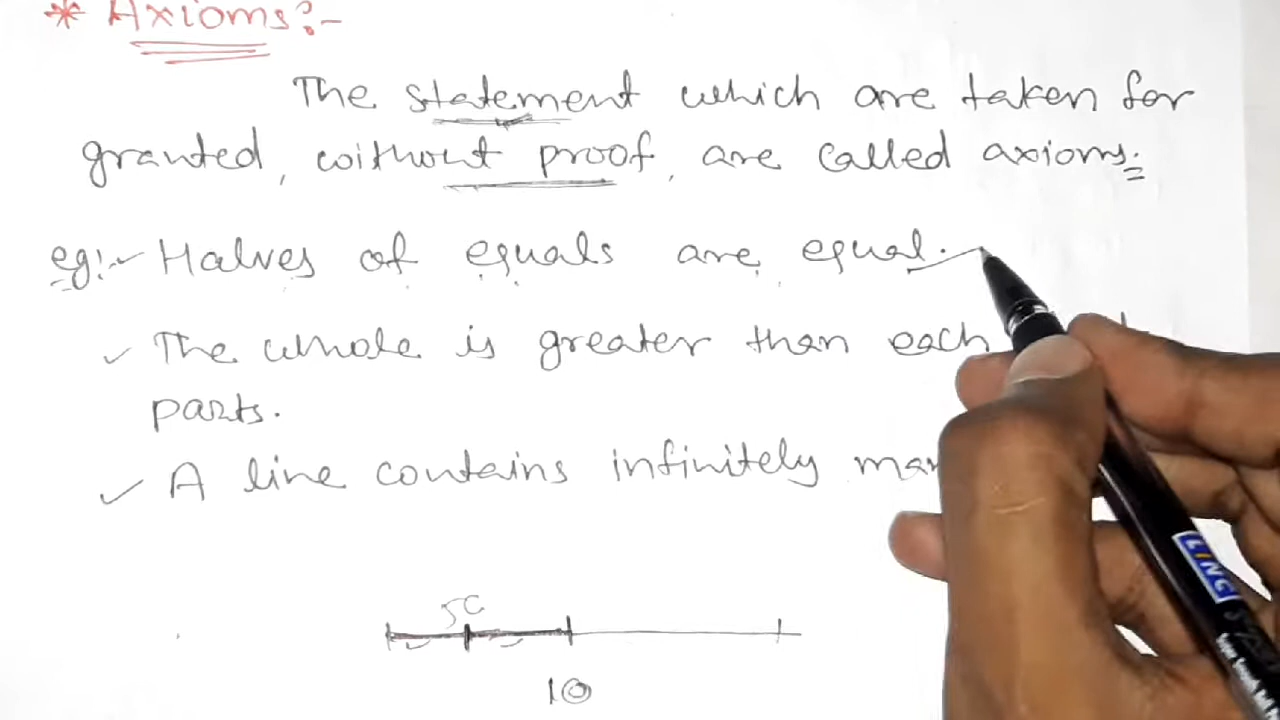 * Axioms:-
The statement which are taken for
granted, without proof, are called axioms.
eg:- Halves of equals are equal.
The whole is greater than each
parts.
A line contains infinitely
5c
10
LINC